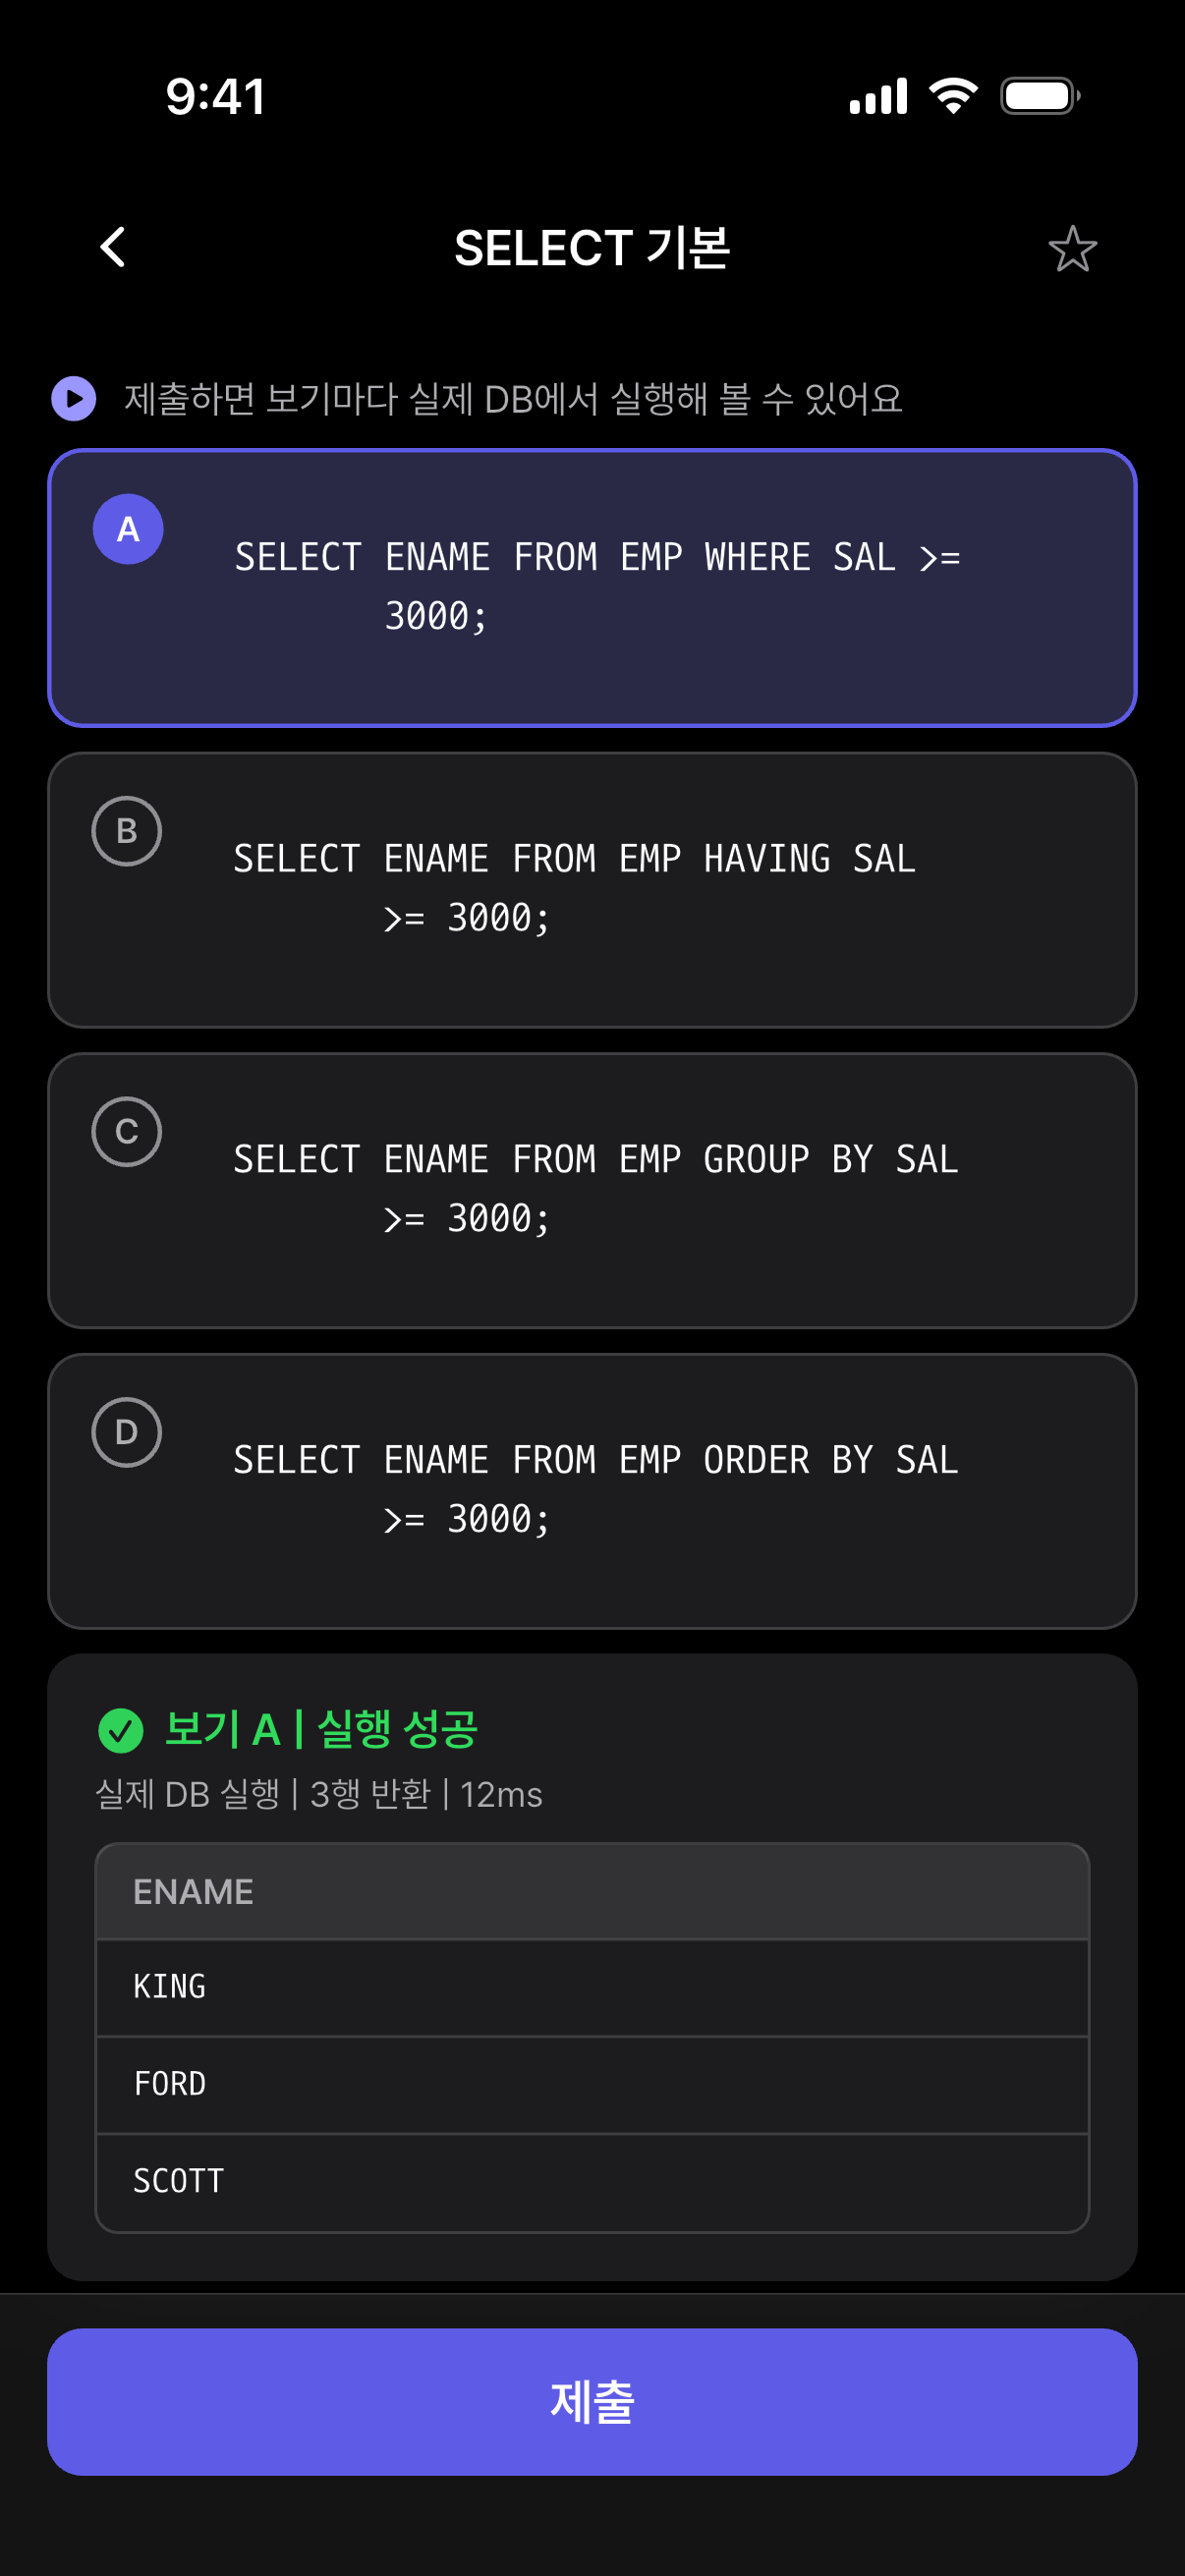 9:41
SELECT 기본
제출하면 보기마다 실제 DB에서 실행해 볼 수 있어요
A
SELECT ENAME FROM EMP WHERE SAL >=
3000;
B
SELECT ENAME FROM EMP HAVING SAL
>= 3000;
C
SELECT ENAME FROM EMP GROUP BY SAL
>= 3000;
D
SELECT ENAME FROM EMP ORDER BY SAL
>= 3000;
보기 A | 실행 성공
실제 DB 실행 | 3행 반환 | 12ms
ENAME
KING
FORD
SCOTT
제출